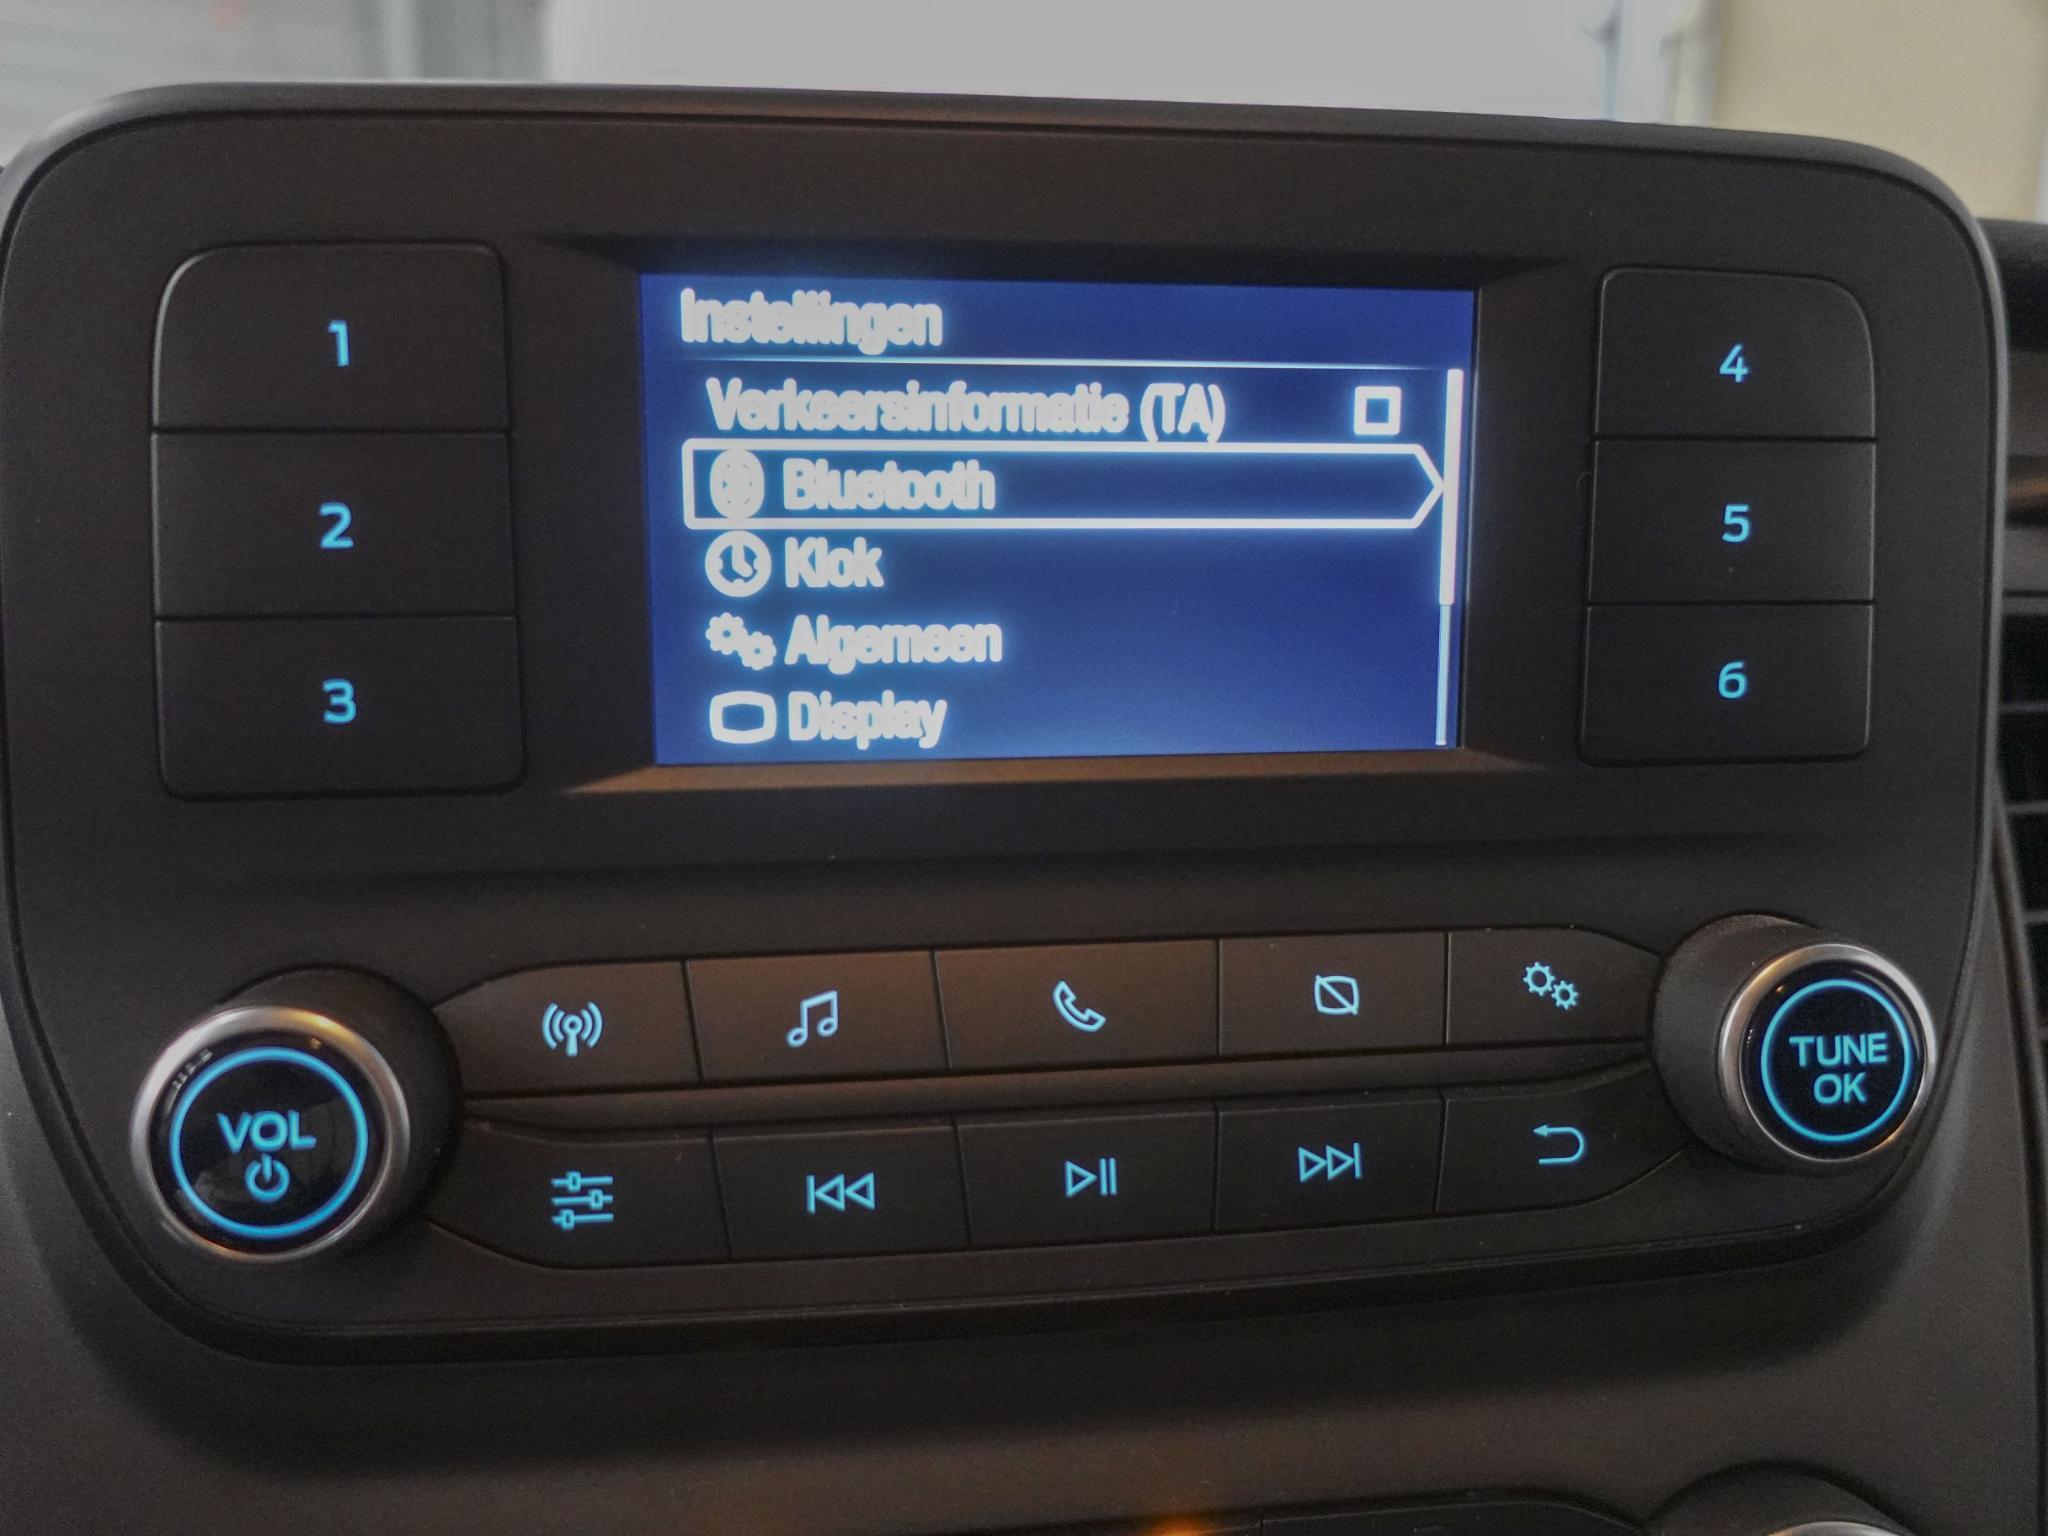 Instellingen
Verkeersinformatie (TA)
Bluetooth
Klok
Algemeen
Display
1
2
3
4
5
6
VOL
TUNE
OK